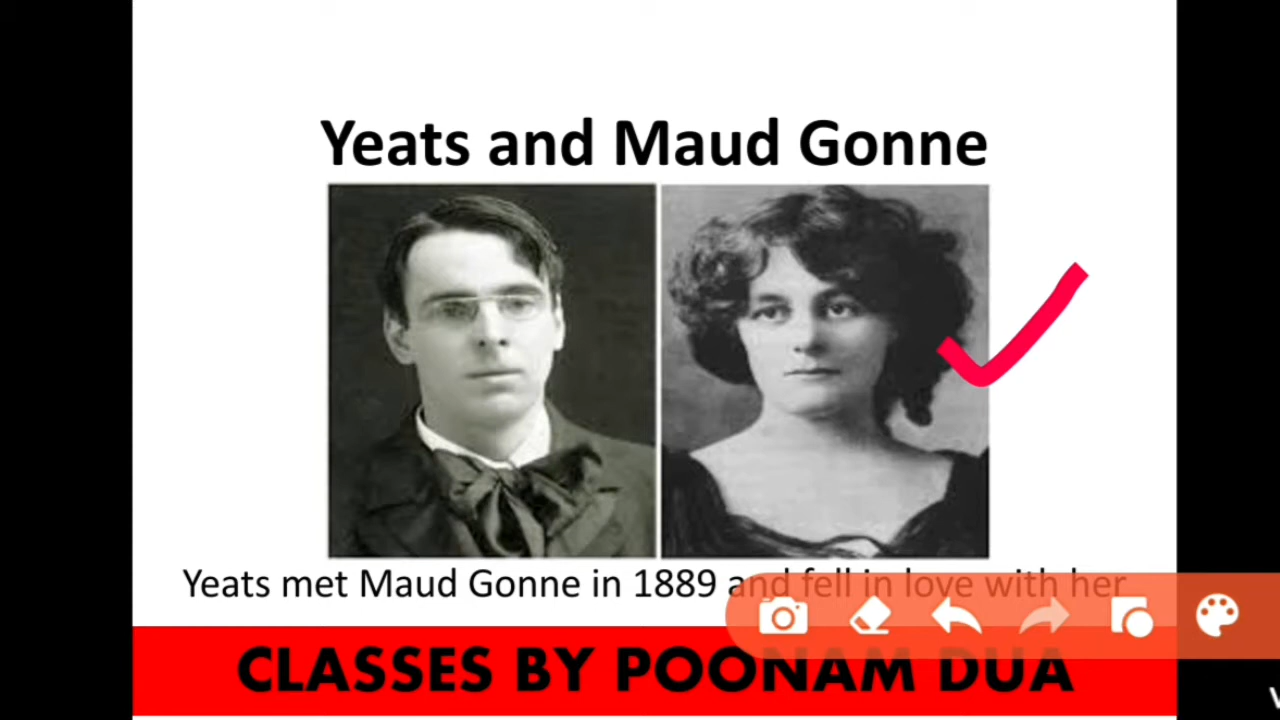 Yeats and Maud Gonne
Yeats met Maud Gonne in 1889 and fell in love with her
CLASSES BY POONAM DUA